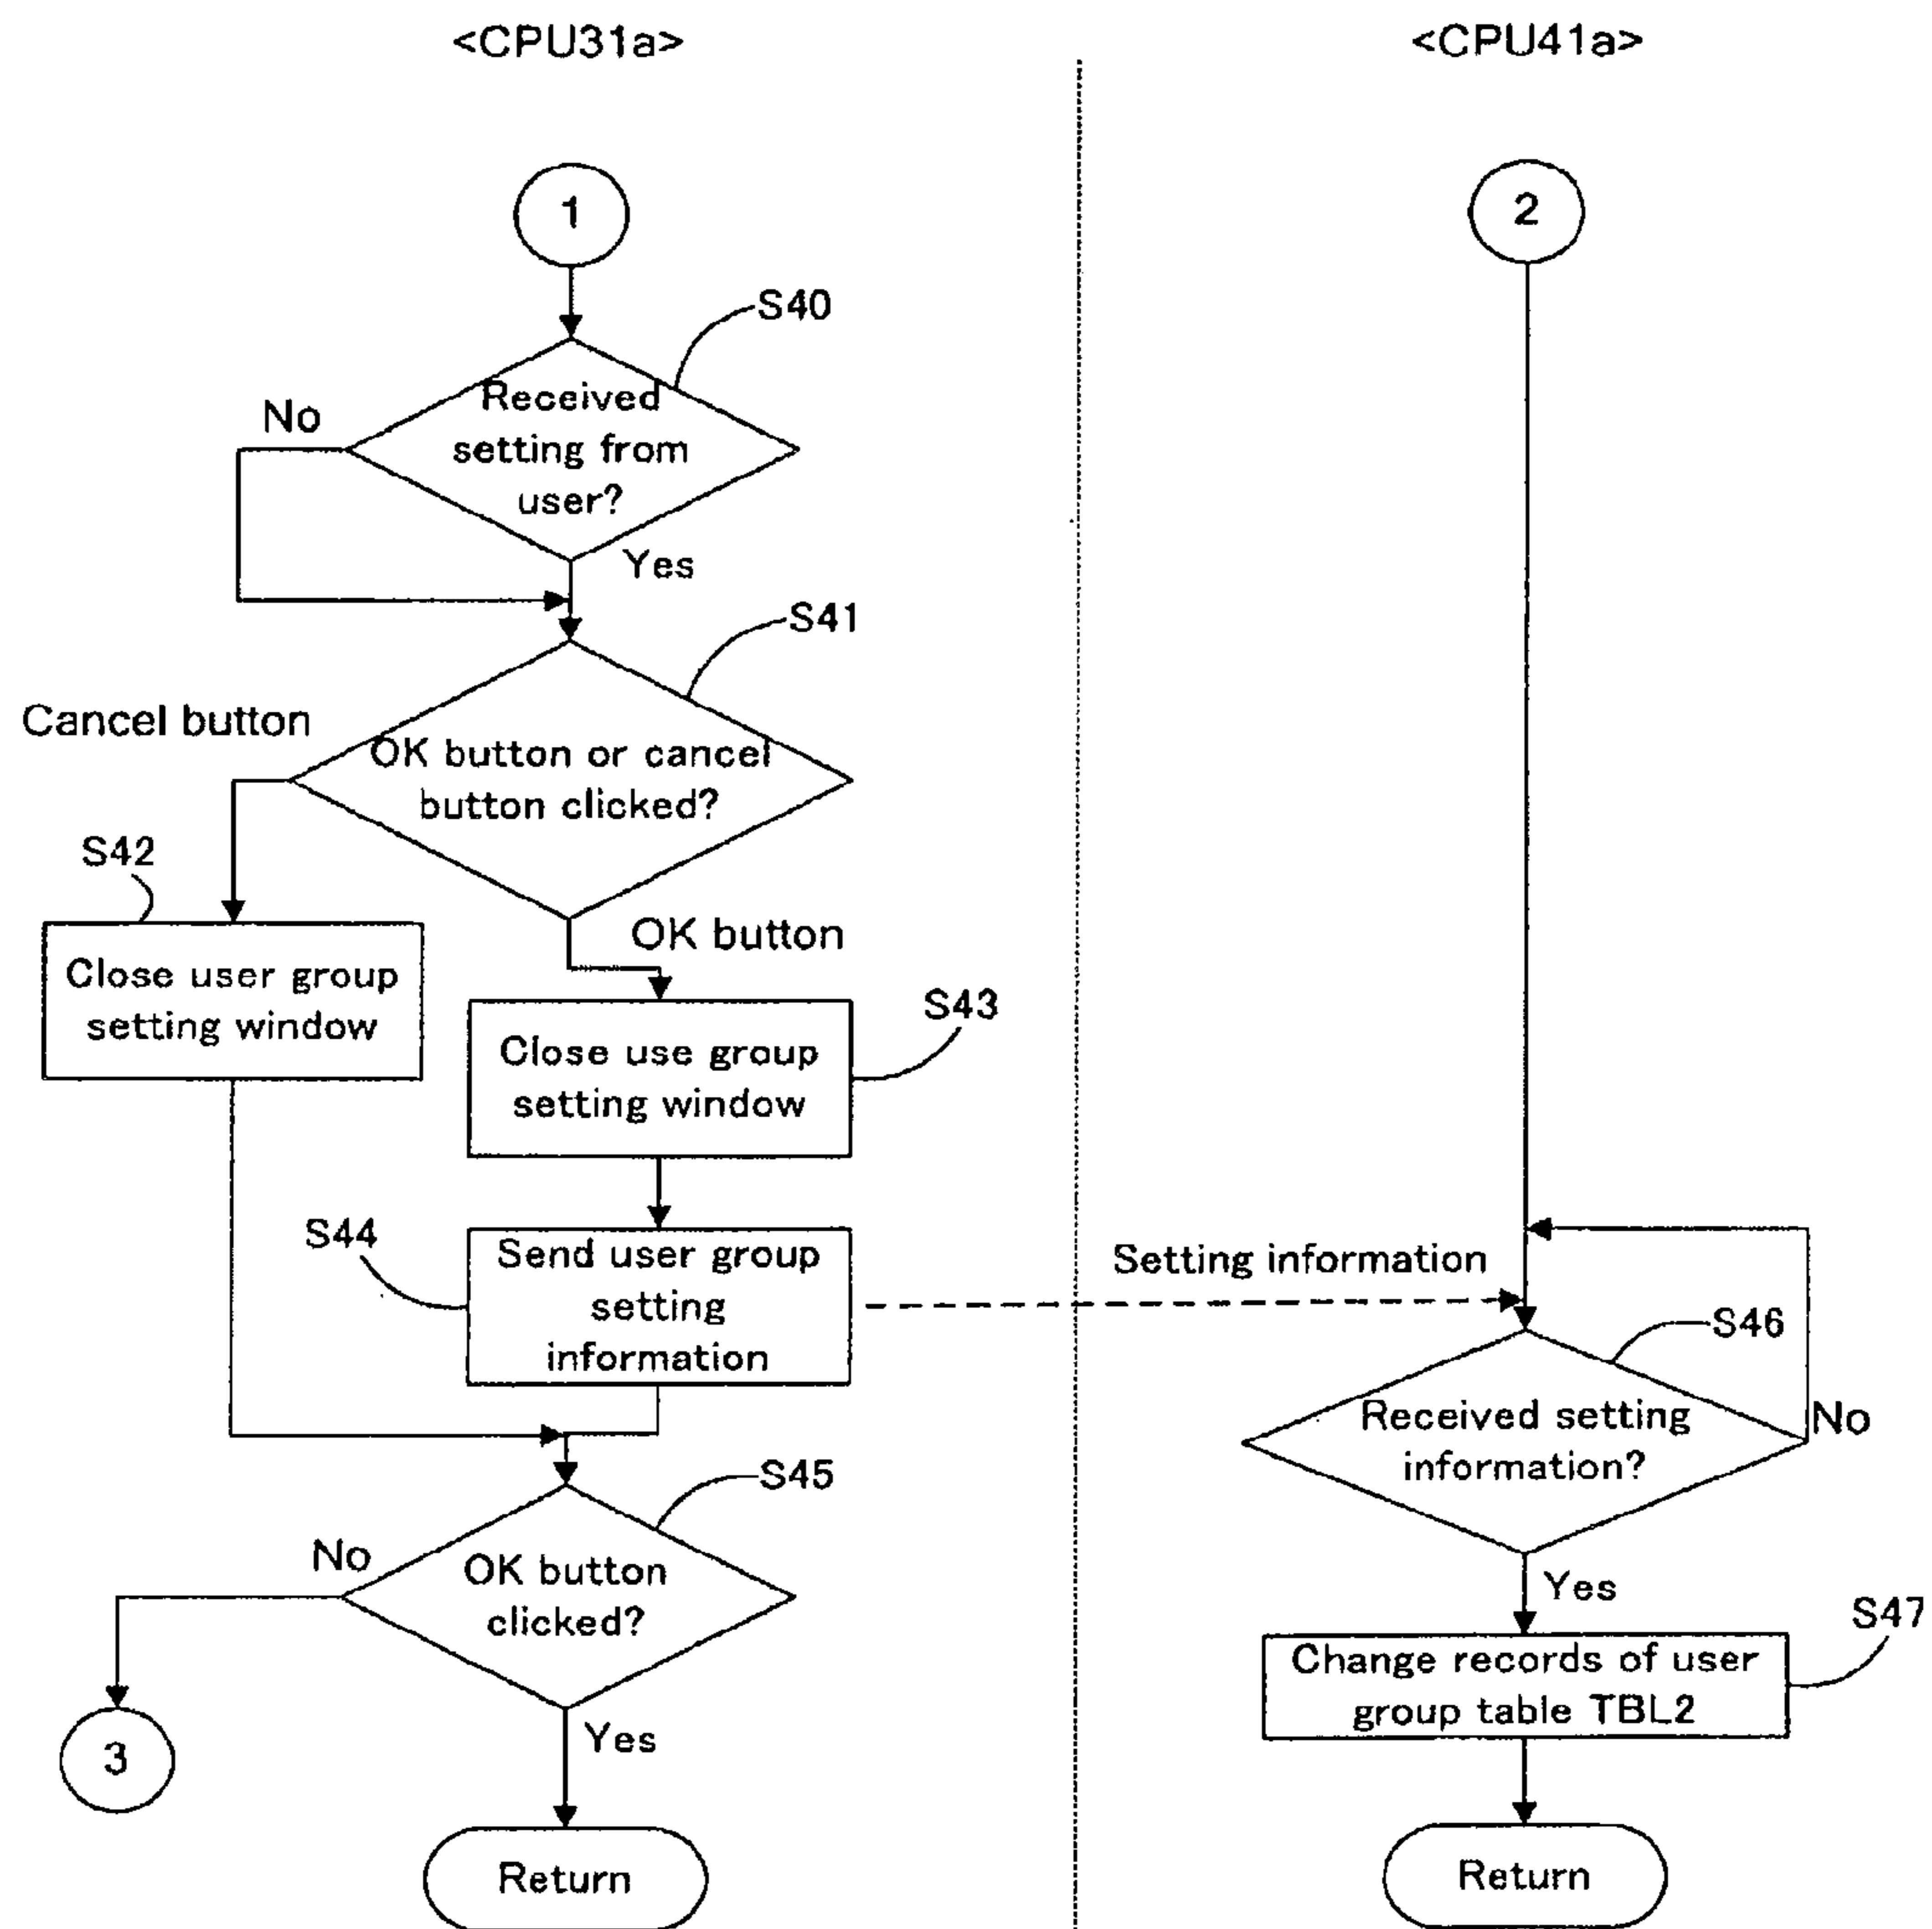 <CPU31a>
<CPU41a>
1
2
S40
Received
setting from
user?
No
Yes
S41
Cancel button
OK button or cancel
button clicked?
S42
OK button
Close user group
setting window
S43
Close use group
setting window
S44
Send user group
setting
information
Setting information
S46
Received setting
information?
No
S45
No
OK button
clicked?
Yes
Yes
S47
Change records of user
group table TBL2
3
Return
Return